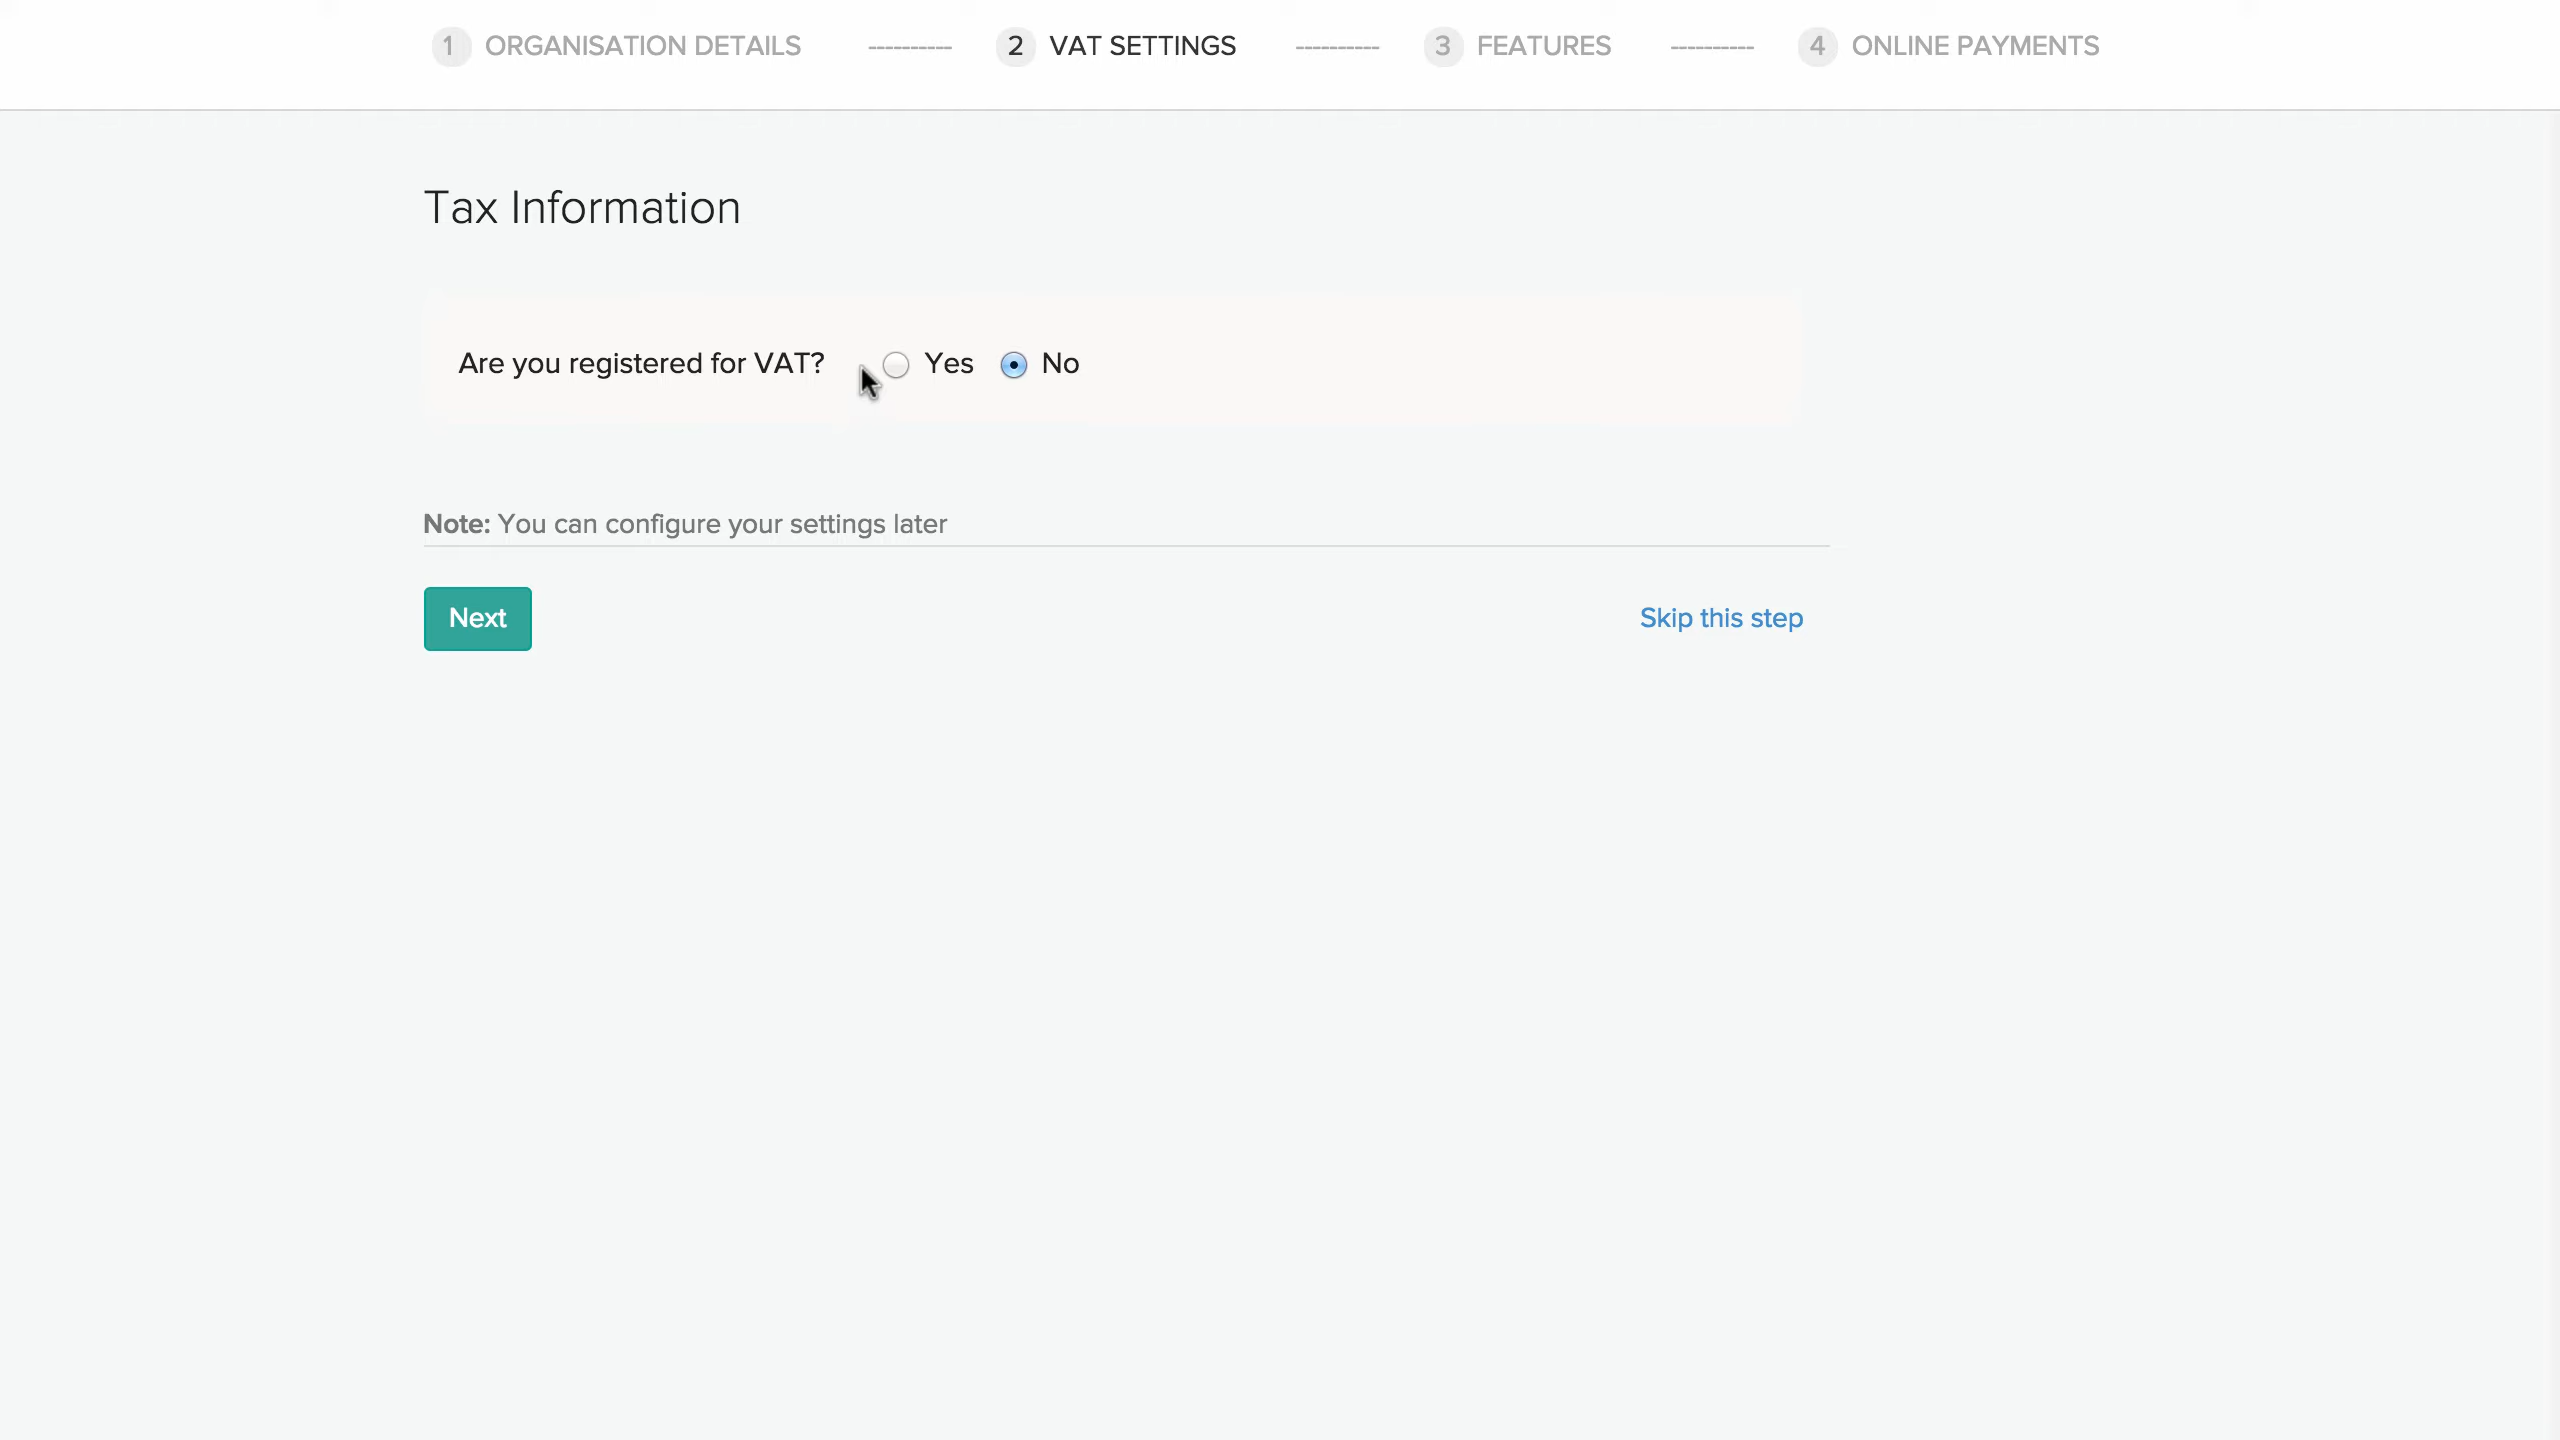 1 ORGANISATION DETAILS ---------- 2 VAT SETTINGS ---------- 3 FEATURES ---------- 4 ONLINE PAYMENTS
Tax Information
Are you registered for VAT? Yes No
Note: You can configure your settings later
Next Skip this step